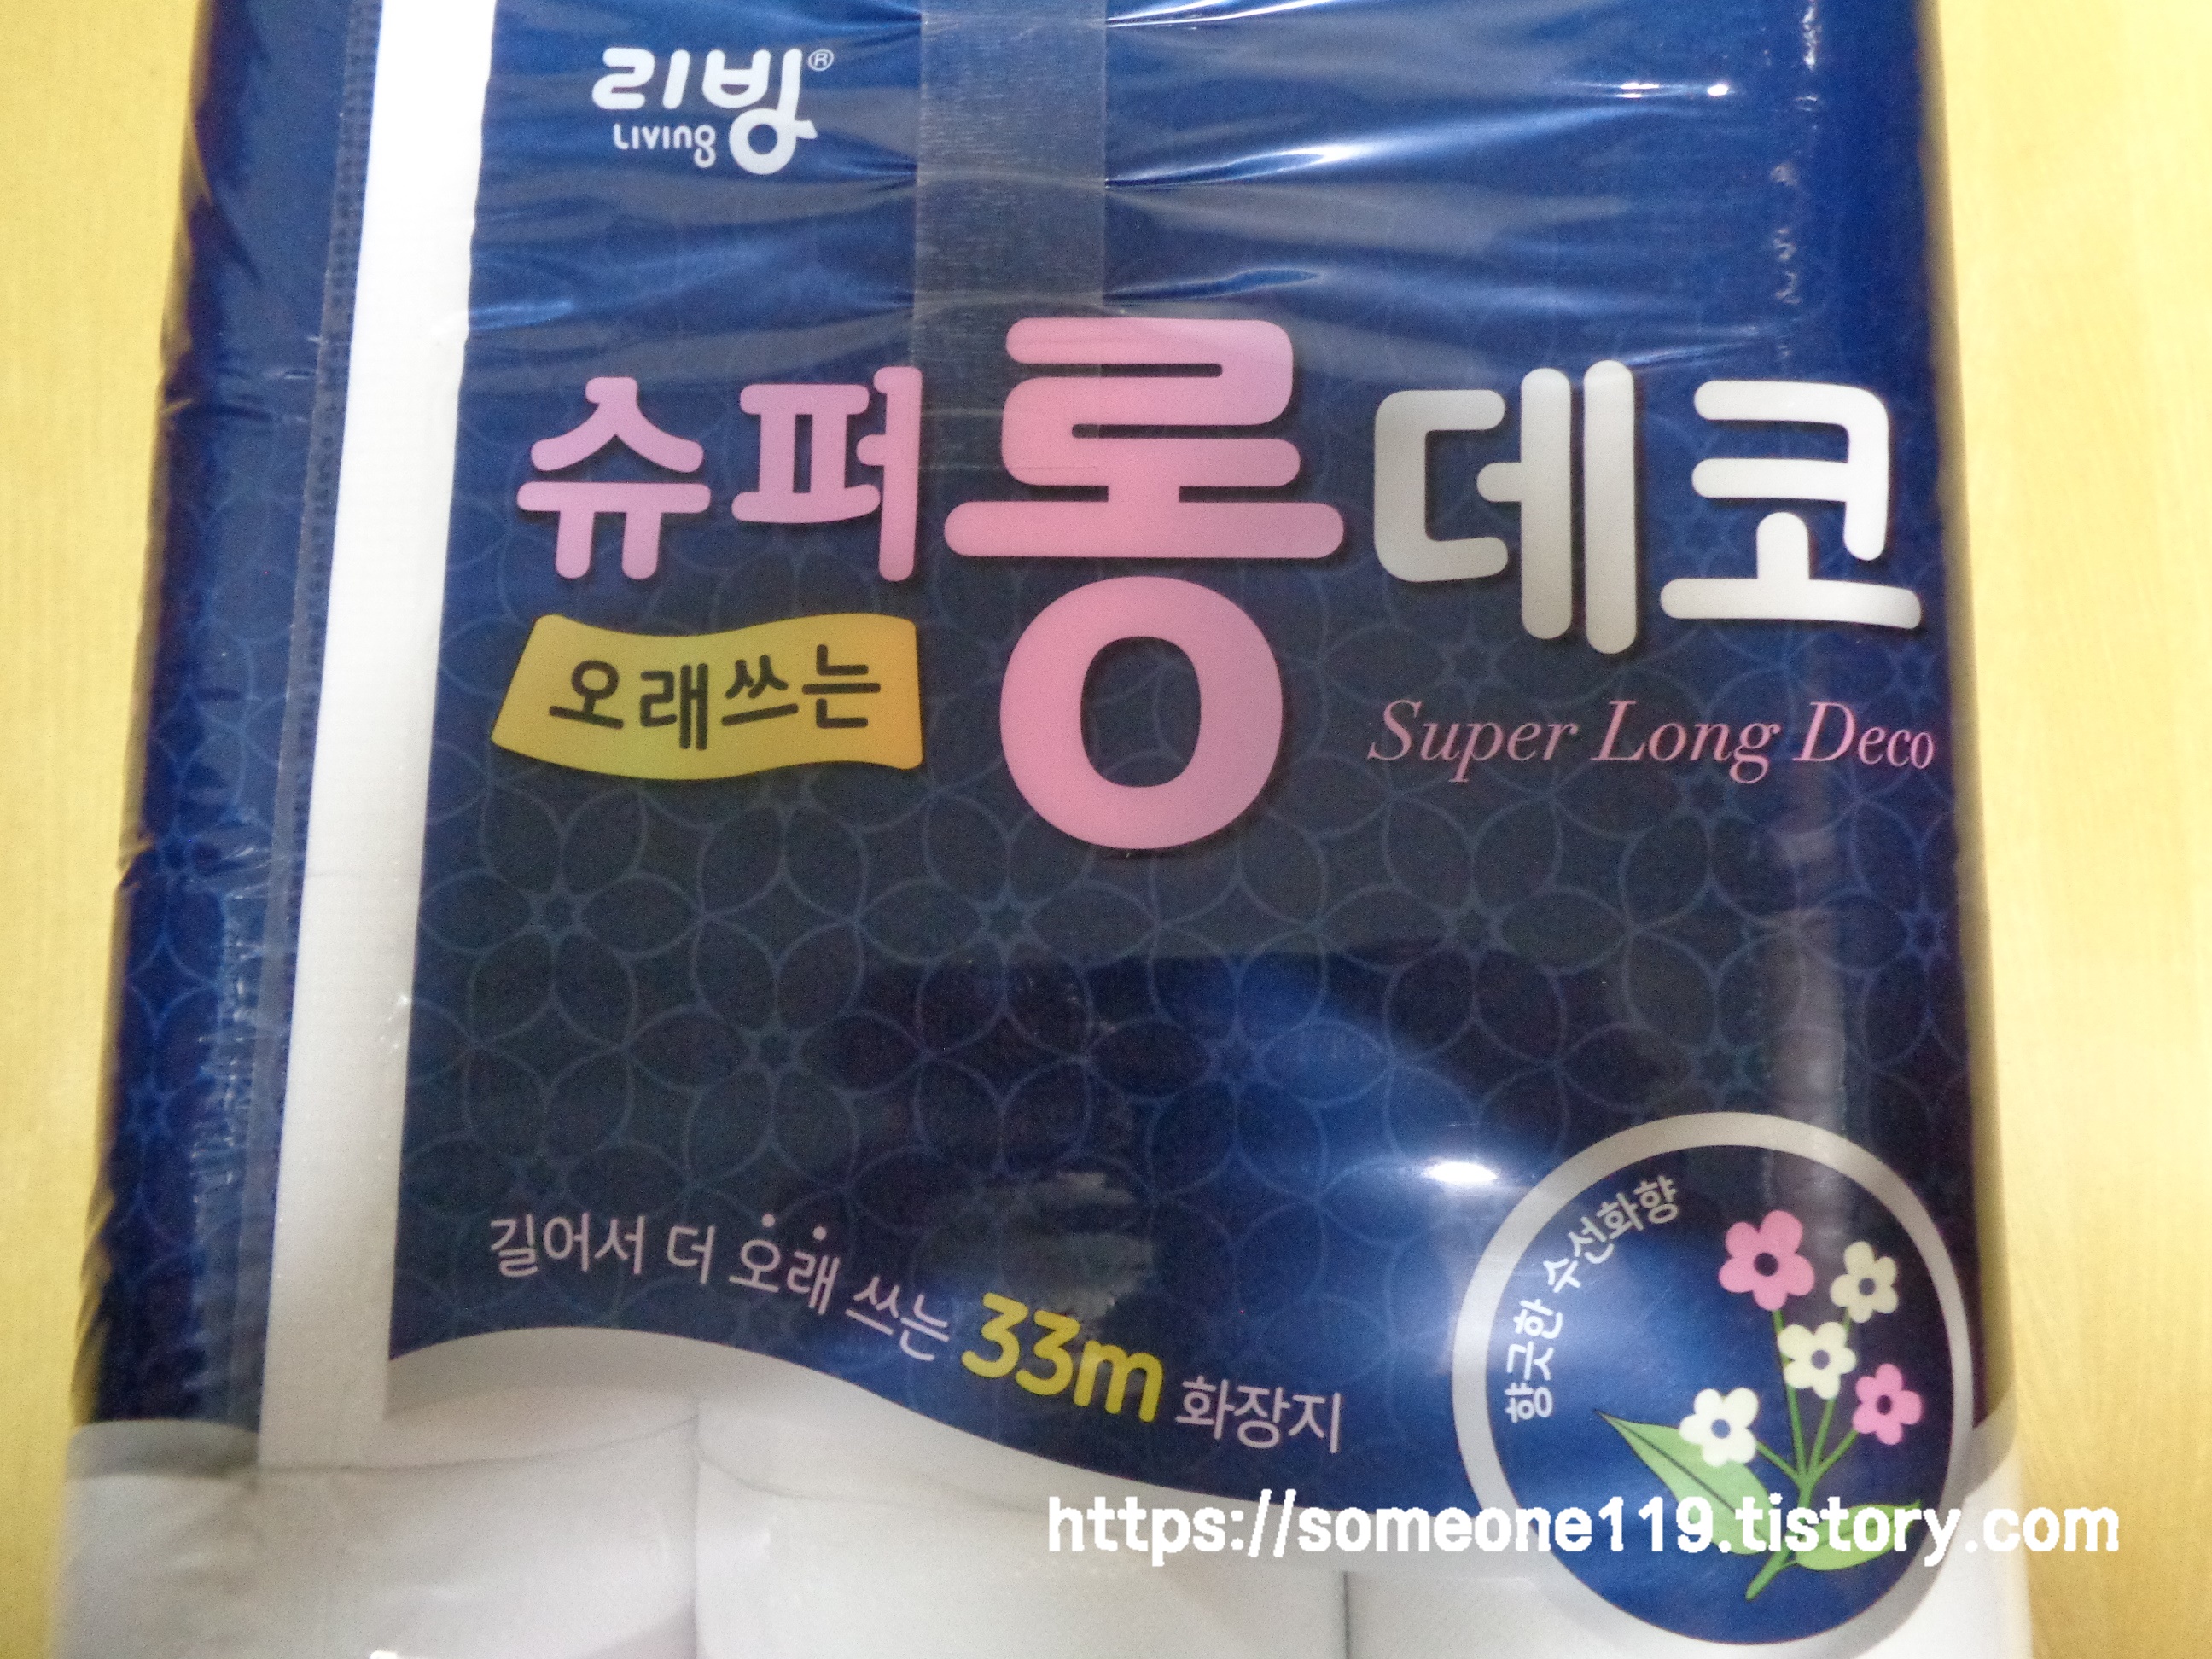 리빙®
Living
슈퍼롱데코
오래쓰는
Super Long Deco
길어서 더 오래 쓰는 33m 화장지
향긋한 수선화향
https://someone119.tistory.com